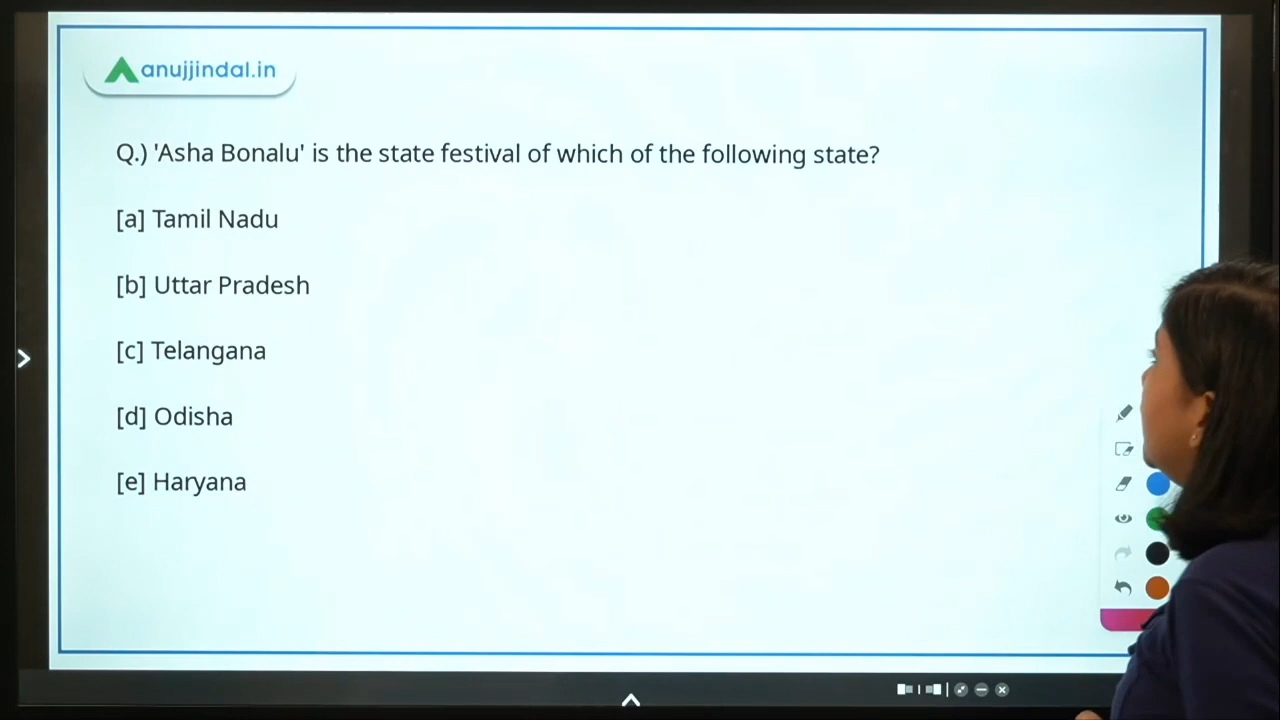 anujjindal.in
Q.) 'Asha Bonalu' is the state festival of which of the following state?
[a] Tamil Nadu
[b] Uttar Pradesh
[c] Telangana
[d] Odisha
[e] Haryana